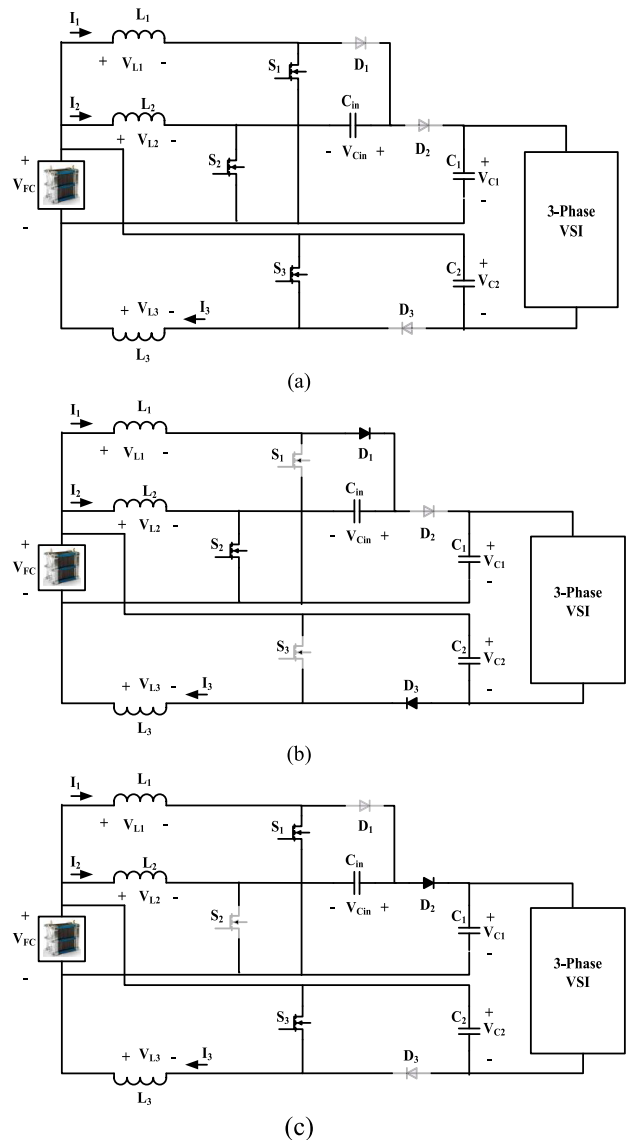 I1 L1
+ VL1 -
S1
D1
I2 L2
+ VL2 -
Cin
- VCin +
D2
S2
+
VFC
-
C1
+
VC1
-
3-Phase
VSI
S3
C2
+
VC2
-
+ VL3 - I3
D3
L3
(a)
I1 L1
+ VL1 -
S1
D1
I2 L2
+ VL2 -
Cin
- VCin +
D2
S2
+
VFC
-
C1
+
VC1
-
3-Phase
VSI
S3
C2
+
VC2
-
+ VL3 - I3
D3
L3
(b)
I1 L1
+ VL1 -
S1
D1
I2 L2
+ VL2 -
Cin
- VCin +
D2
S2
+
VFC
-
C1
+
VC1
-
3-Phase
VSI
S3
C2
+
VC2
-
+ VL3 - I3
D3
L3
(c)